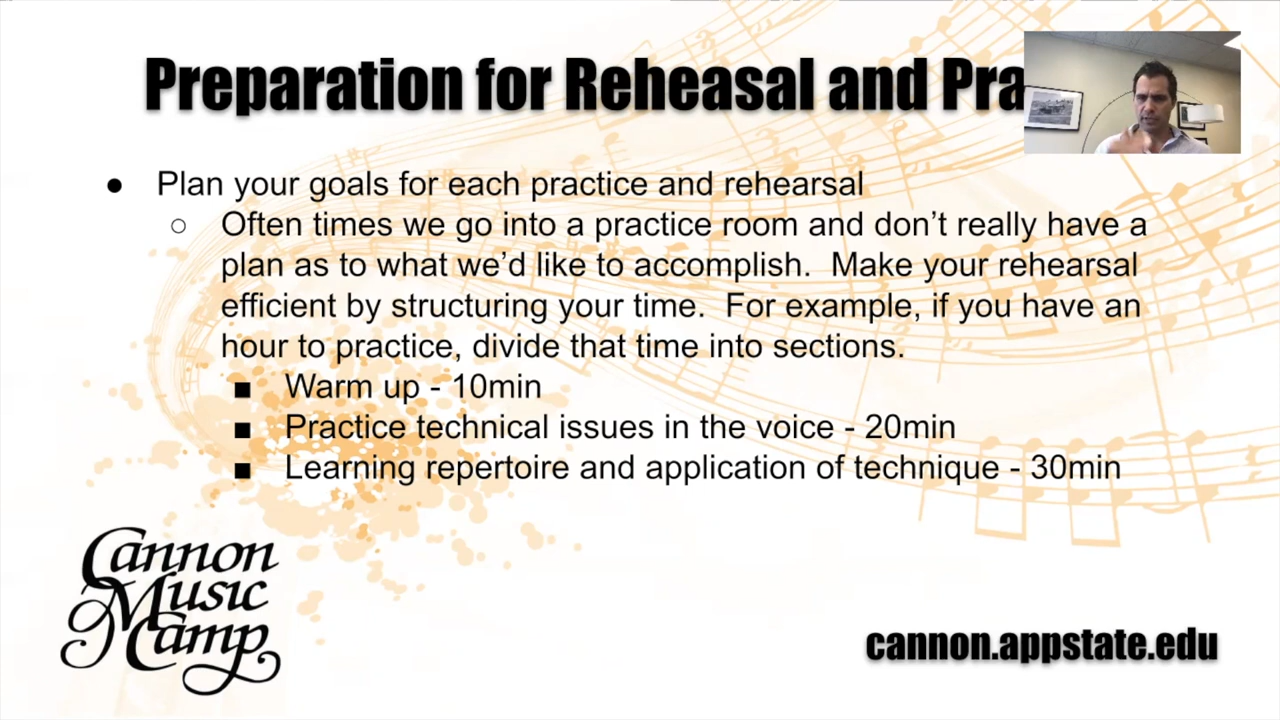 Preparation for Reheasal and Pra
● Plan your goals for each practice and rehearsal
○ Often times we go into a practice room and don’t really have a
plan as to what we’d like to accomplish. Make your rehearsal
efficient by structuring your time. For example, if you have an
hour to practice, divide that time into sections.
■ Warm up - 10min
■ Practice technical issues in the voice - 20min
■ Learning repertoire and application of technique - 30min
Cannon
Music
Camp
cannon.appstate.edu